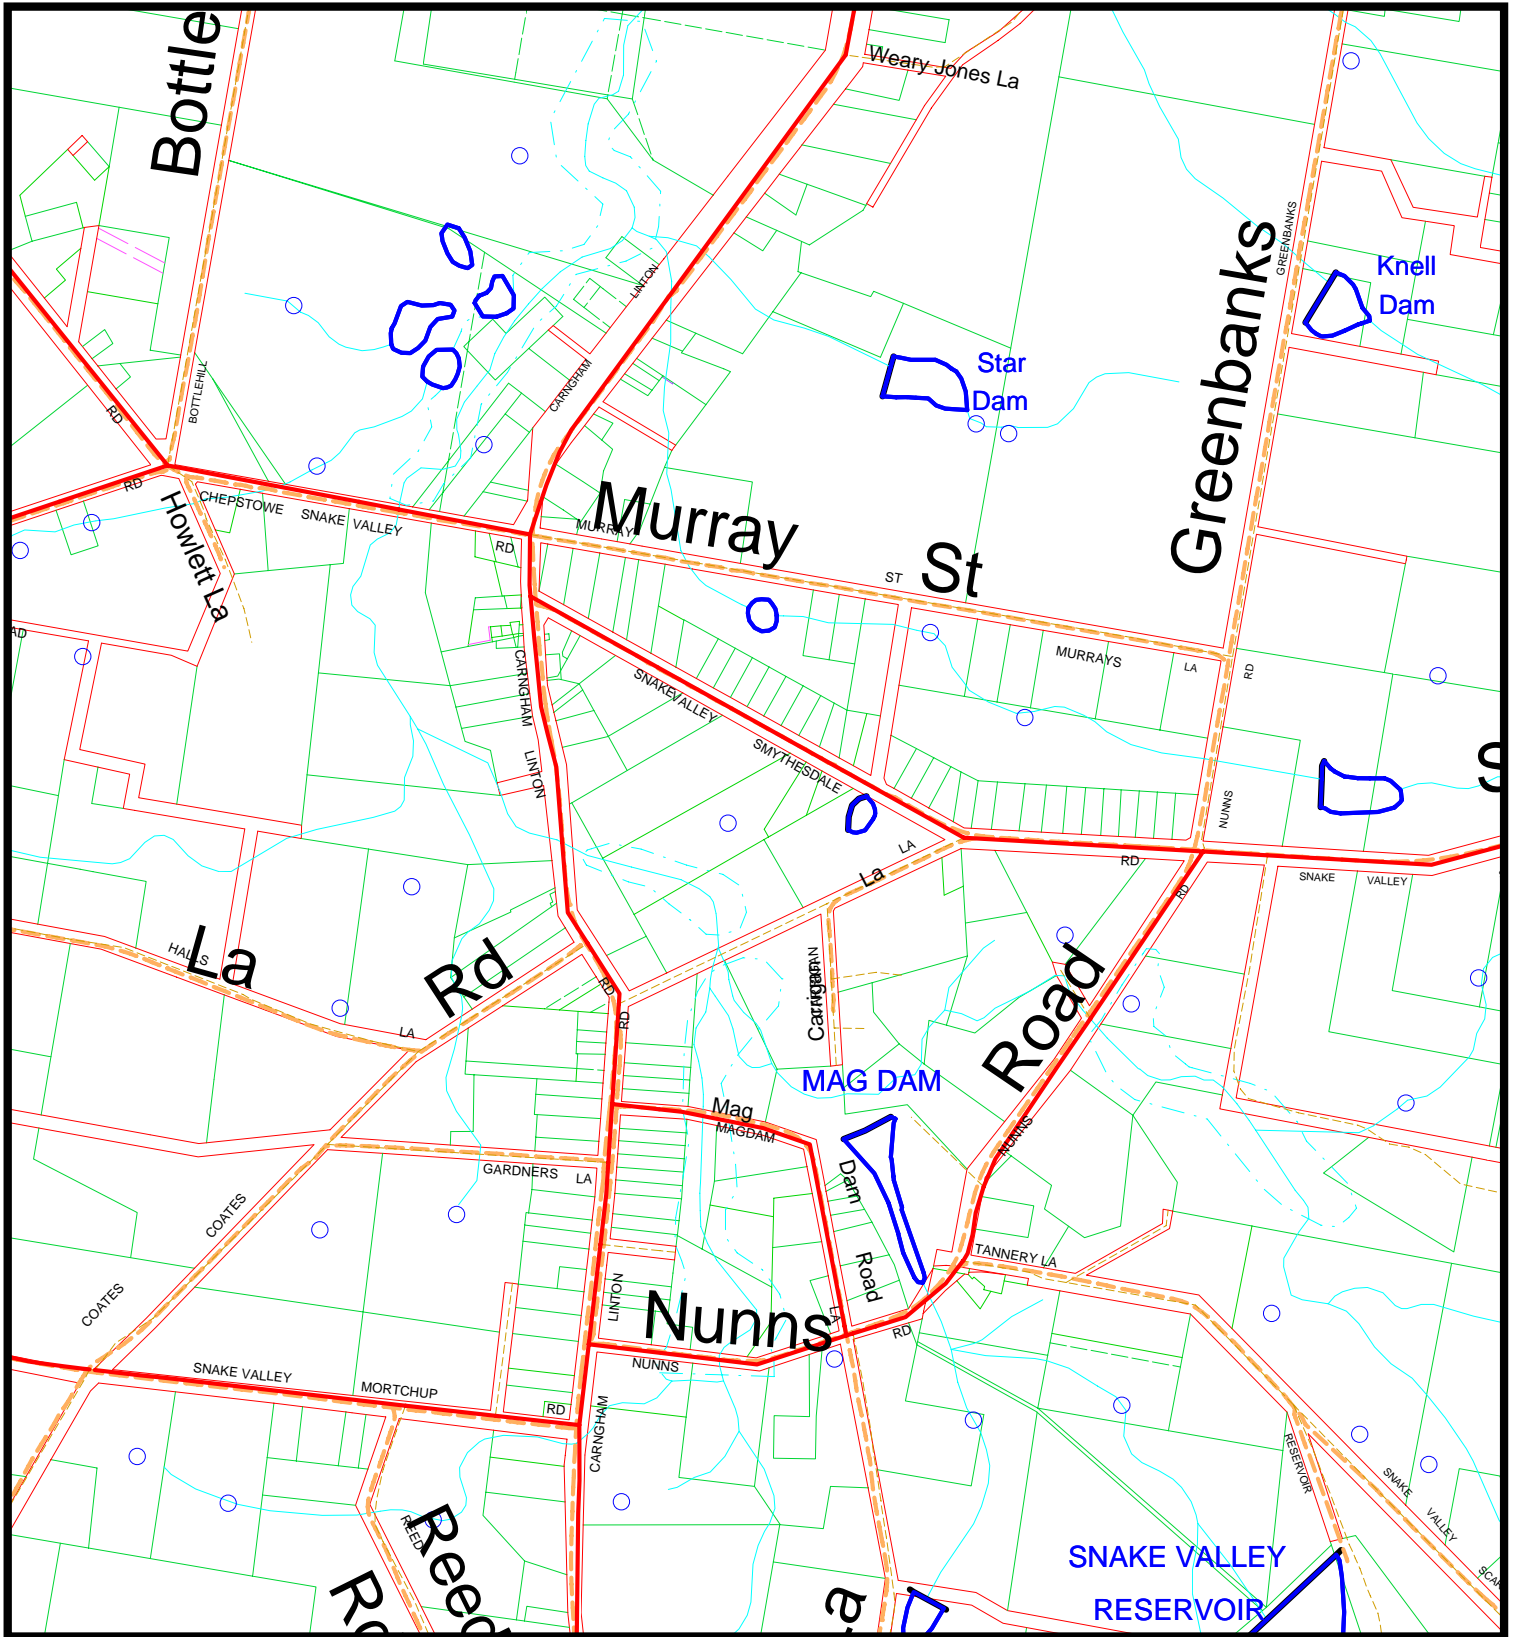 Bottle
Weary Jones La
GREENBANKS
Greenbanks
Knell
Dam
LINTON
CARNGHAM
Star
Dam
BOTTLEHILL
RD
RD
CHEPSTOWE SNAKE VALLEY
RD
Howlett La
MURRAY
Murray
ST
St
MURRAYS
LA
RD
CARNGHAM
LINTON
SNAKEVALLEY
SMYTHESDALE
NUNNS
S
LA
La
RD
RD
SNAKE VALLEY
HALLS
La
LA
Rd
RD
RD
Carrigan
Road
MAG DAM
NUNNS
Mag
MAGDAM
Dam
Road
LA
GARDNERS LA
COATES
COATES
TANNERY LA
LINTON
Nunns
NUNNS
RD
SNAKE VALLEY
MORTCHUP
RD
CARNGHAM
RESERVOIR
SNAKE
VALLEY
REED
Reed
La
SNAKE VALLEY
RESERVOIR